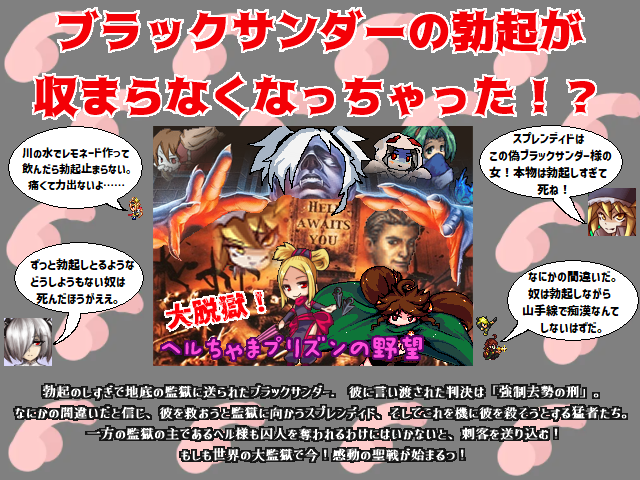 ブラックサンダーの勃起が
収まらなくなっちゃった！？
川の水でレモネード作って
飲んだら勃起止まらない。
痛くて力出ないよ……
スプレンディドは
この偽ブラックサンダー様の
女！本物は勃起しすぎて
死ね！
HELL
AWAITS
YOU
ずっと勃起しとるような
どうしようもない奴は
死んだほうがええ。
なにかの間違いだ。
奴は勃起しながら
山手線で痴漢なんて
しないはずだ。
大脱獄！
ヘルちゃまプリズンの野望
勃起のしすぎで地底の監獄に送られたブラックサンダー。 彼に言い渡された判決は「強制去勢の刑」。
なにかの間違いだと信じ、彼を救おうと監獄に向かうスプレンディド、そしてこれを機に彼を殺そうとする猛者たち。
一方の監獄の主であるヘル様も囚人を奪われるわけにはいかないと、刺客を送り込む！
もしも世界の大監獄で今！感動の聖戦が始まるっ！